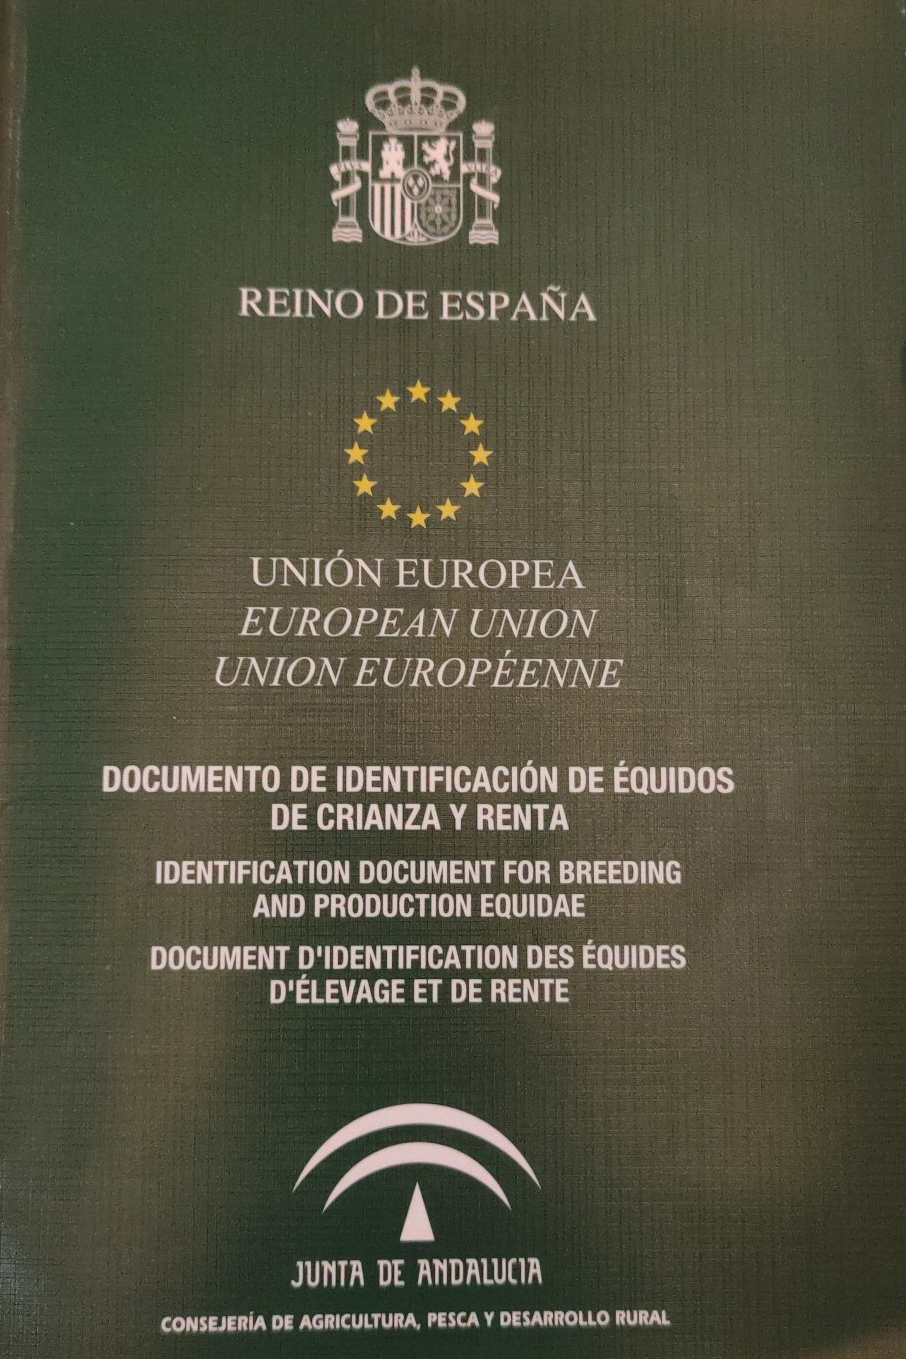 REINO DE ESPAÑA
UNIÓN EUROPEA
EUROPEAN UNION
UNION EUROPÉENNE
DOCUMENTO DE IDENTIFICACIÓN DE ÉQUIDOS
DE CRIANZA Y RENTA
IDENTIFICATION DOCUMENT FOR BREEDING
AND PRODUCTION EQUIDAE
DOCUMENT D'IDENTIFICATION DES ÉQUIDES
D'ÉLEVAGE ET DE RENTE
JUNTA DE ANDALUCIA
CONSEJERÍA DE AGRICULTURA, PESCA Y DESARROLLO RURAL